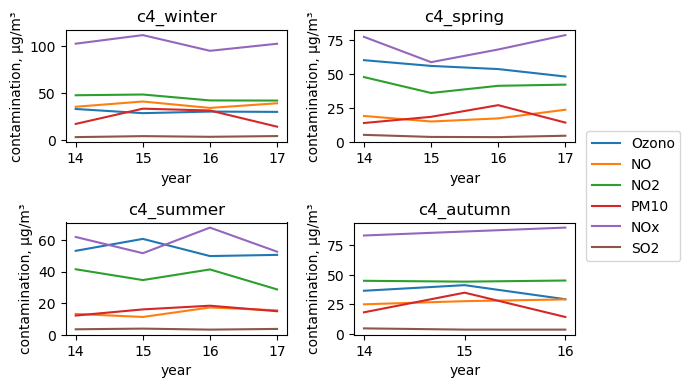 c4_winter
contamination, µg/m³
100
50
0
14 15 16 17
year
c4_spring
contamination, µg/m³
75
50
25
0
14 15 16 17
year
c4_summer
contamination, µg/m³
60
40
20
0
14 15 16 17
year
c4_autumn
contamination, µg/m³
75
50
25
0
14 15 16
year
Ozono
NO
NO2
PM10
NOx
SO2